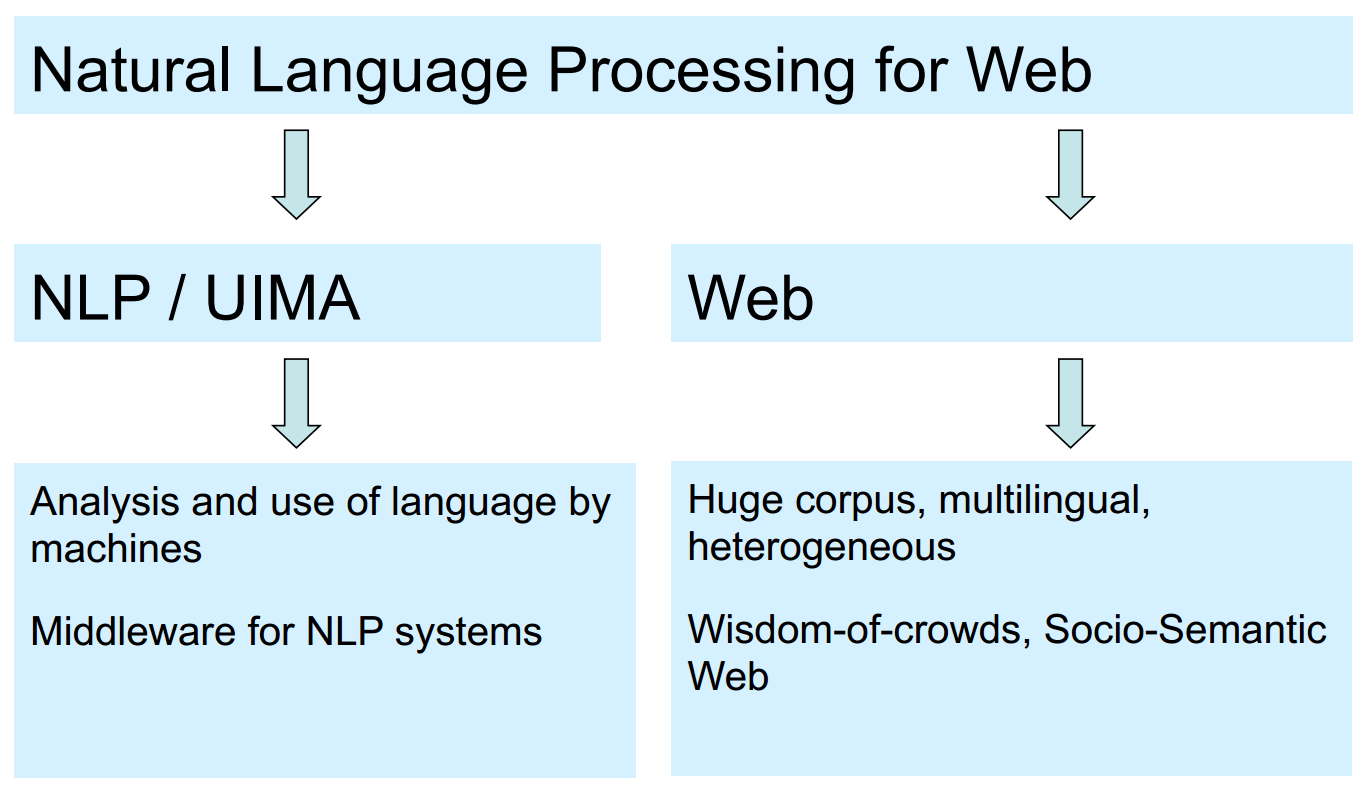 Natural Language Processing for Web
NLP / UIMA
Web
Analysis and use of language by
machines
Middleware for NLP systems
Huge corpus, multilingual,
heterogeneous
Wisdom-of-crowds, Socio-Semantic
Web